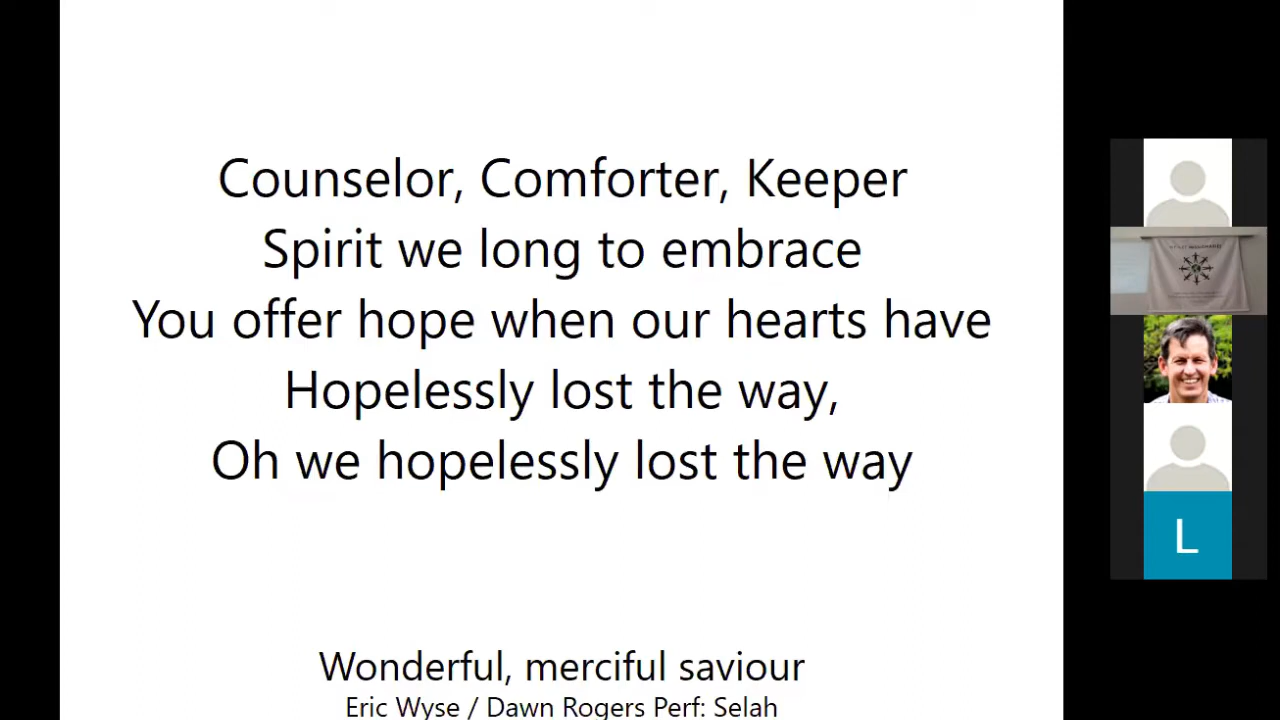 Counselor, Comforter, Keeper
Spirit we long to embrace
You offer hope when our hearts have
Hopelessly lost the way,
Oh we hopelessly lost the way
Wonderful, merciful saviour
Eric Wyse / Dawn Rogers Perf: Selah
L